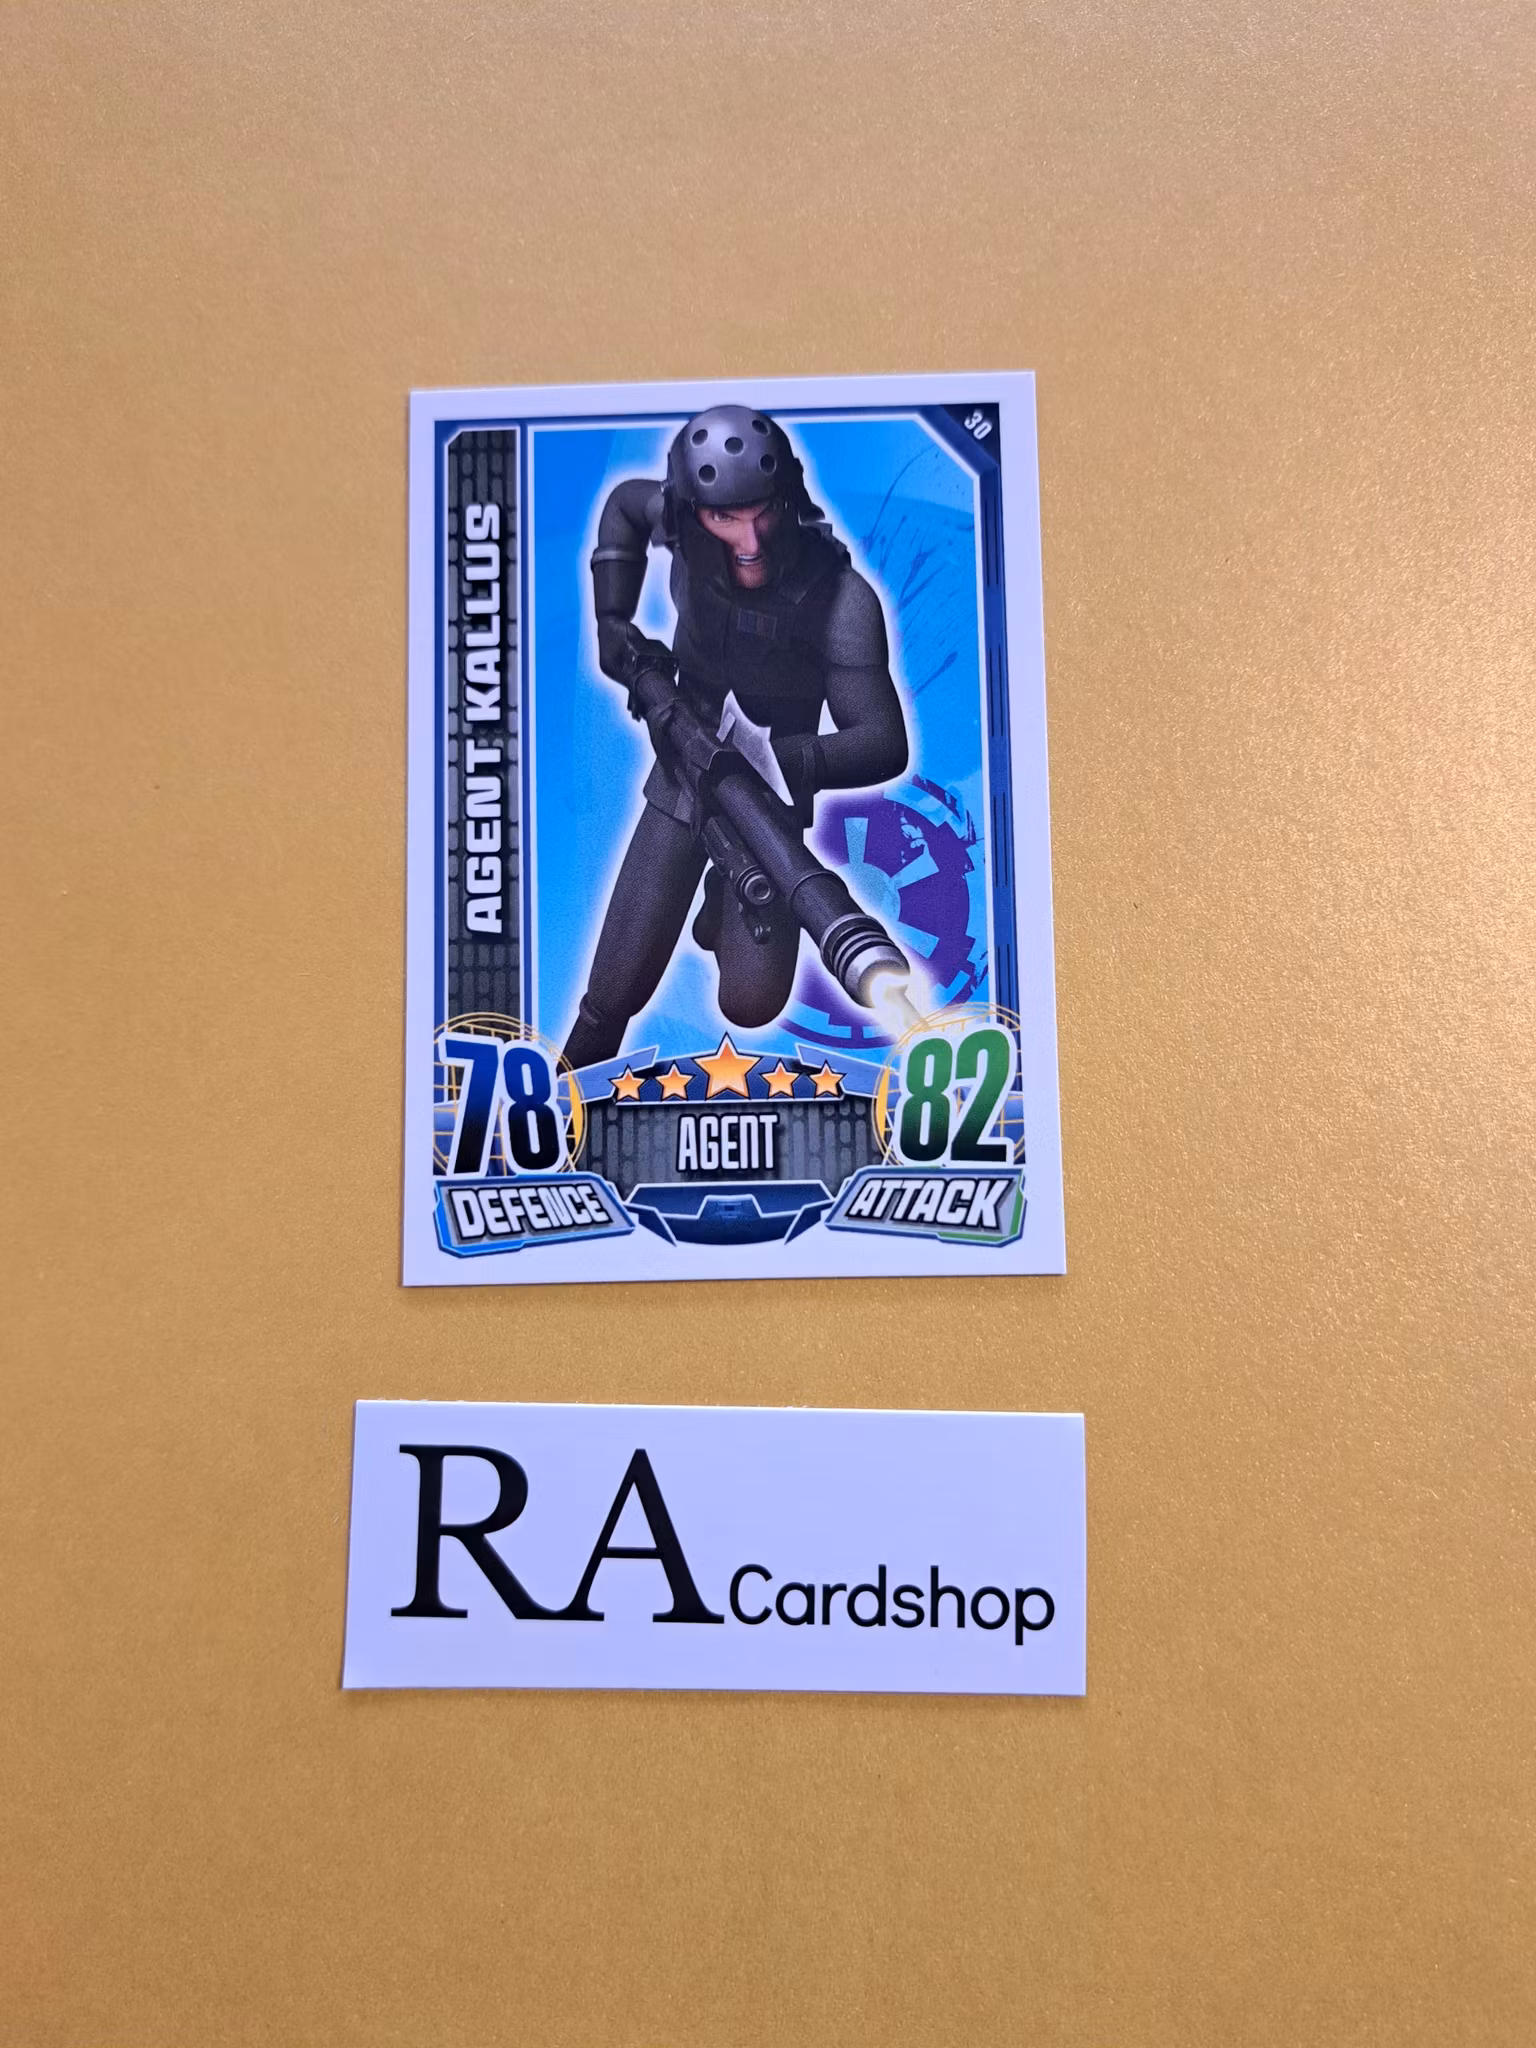 30
AGENT KALLUS
78
82
AGENT
DEFENCE
ATTACK
RA Cardshop